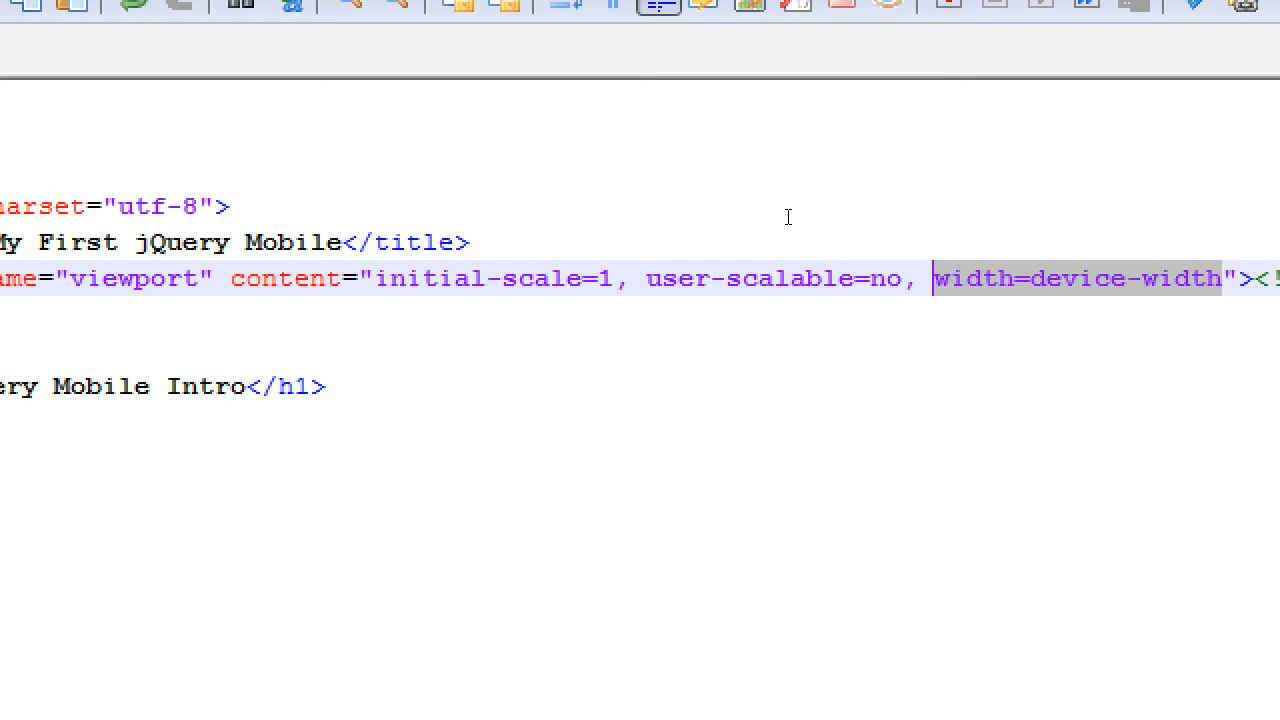 harset="utf-8">
My First jQuery Mobile</title>
ame="viewport" content="initial-scale=1, user-scalable=no, width=device-width"><!
ery Mobile Intro</h1>